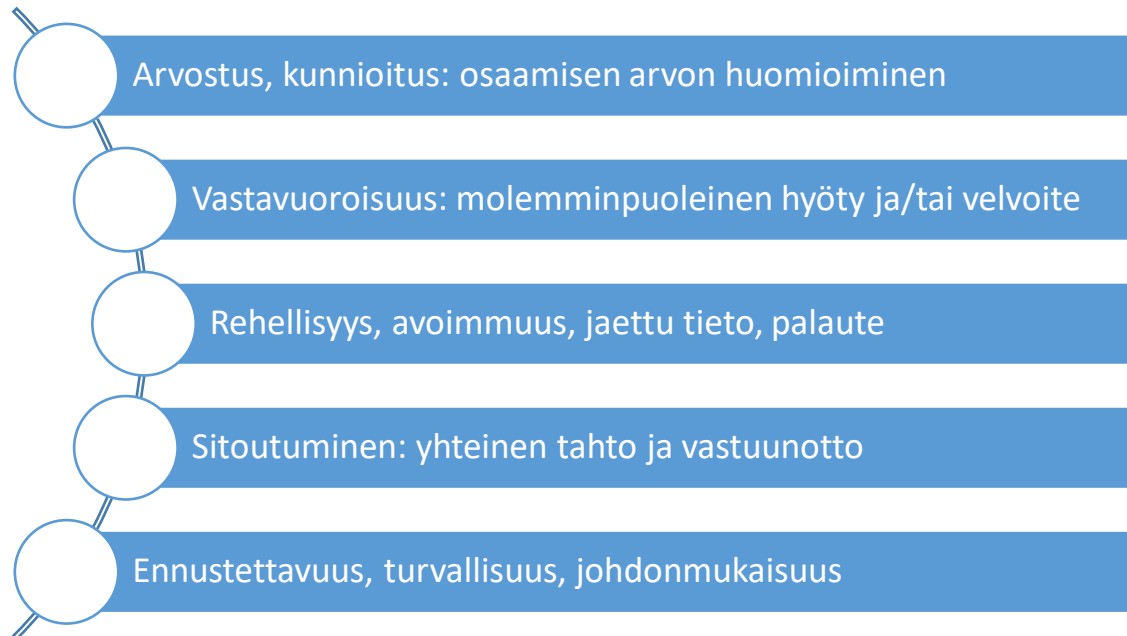 Arvostus, kunnioitus: osaamisen arvon huomioiminen
Vastavuoroisuus: molemminpuoleinen hyöty ja/tai velvoite
Rehellisyys, avoimmuus, jaettu tieto, palaute
Sitoutuminen: yhteinen tahto ja vastuunotto
Ennustettavuus, turvallisuus, johdonmukaisuus